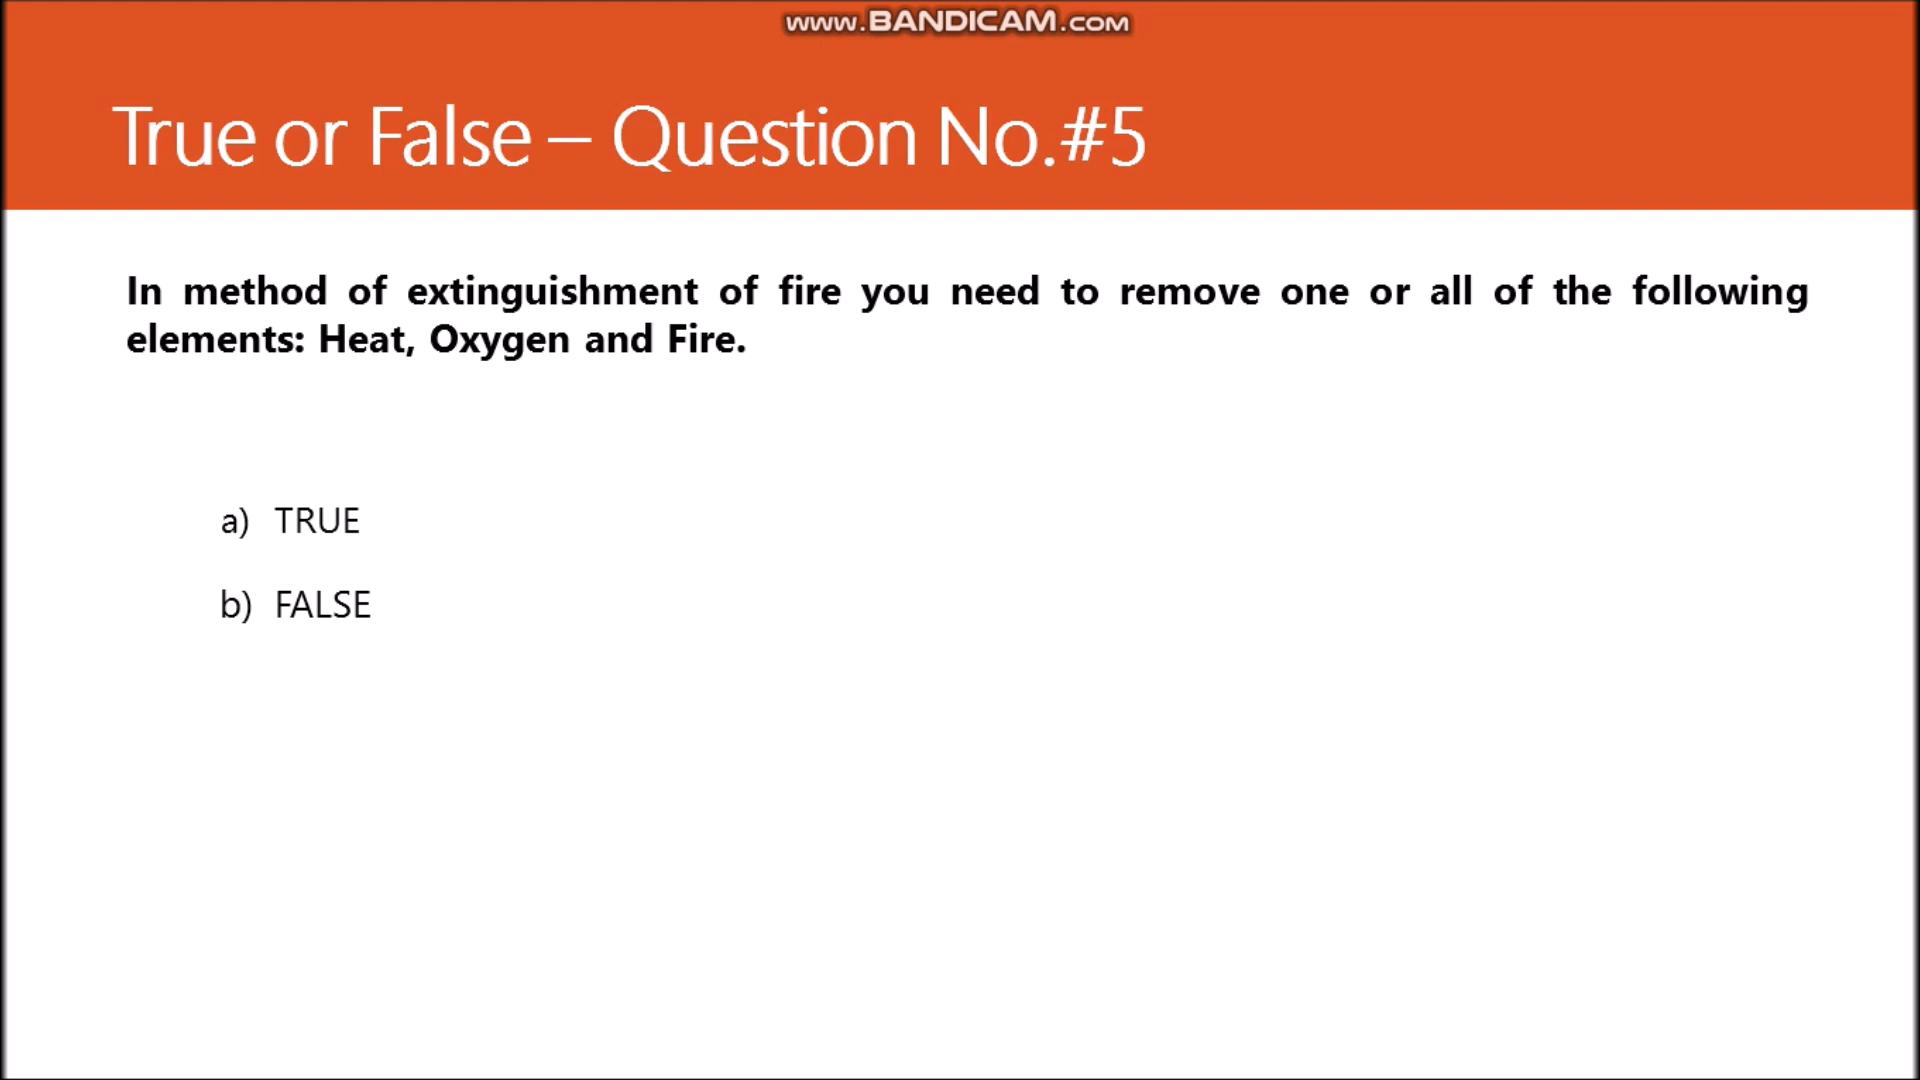 www.BANDICAM.com
True or False – Question No.#5
In method of extinguishment of fire you need to remove one or all of the following
elements: Heat, Oxygen and Fire.
a) TRUE
b) FALSE